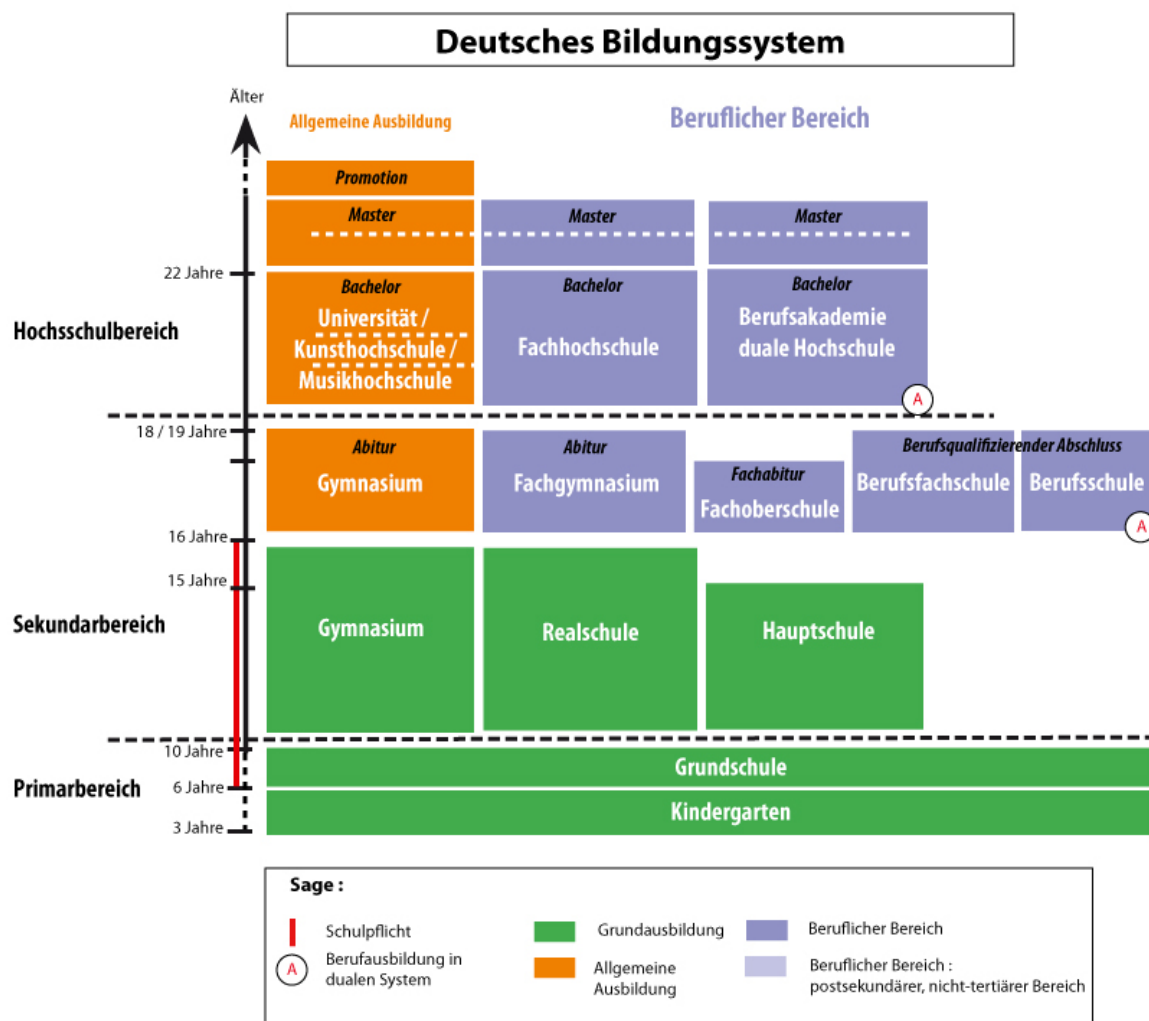 Deutsches Bildungssystem
Älter
Allgemeine Ausbildung
Beruflicher Bereich
Promotion
Master
Master
Master
22 Jahre
Bachelor
Bachelor
Bachelor
Hochsschulbereich
Universität /
Kunsthochschule /
Musikhochschule
Fachhochschule
Berufsakademie
duale Hochschule
A
18 / 19 Jahre
Abitur
Gymnasium
Abitur
Fachgymnasium
Fachabitur
Fachoberschule
Berufsqualifizierender Abschluss
Berufsfachschule
Berufsschule
A
16 Jahre
15 Jahre
Sekundarbereich
Gymnasium
Realschule
Hauptschule
10 Jahre
Grundschule
Primarbereich
6 Jahre
Kindergarten
3 Jahre
Sage :
Schulpflicht
A
Berufausbildung in
dualen System
Grundausbildung
Allgemeine
Ausbildung
Beruflicher Bereich
Beruflicher Bereich :
postsekundärer, nicht-tertiärer Bereich